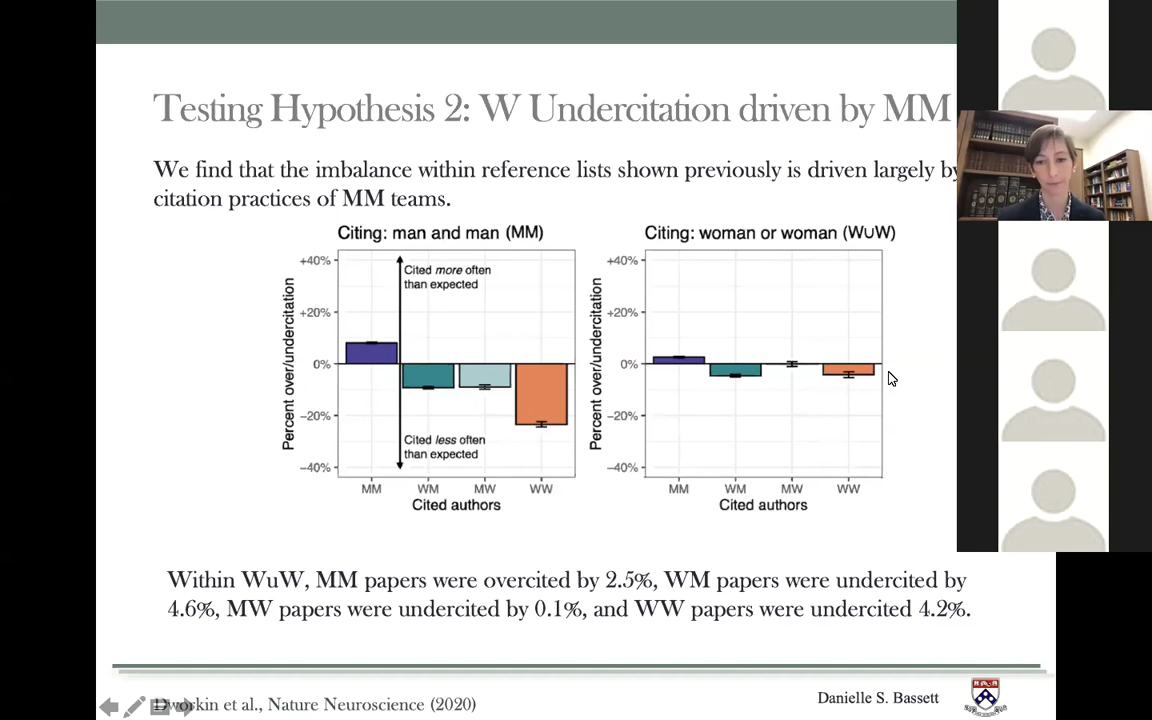 Testing Hypothesis 2: W Undercitation driven by MM
We find that the imbalance within reference lists shown previously is driven largely by
citation practices of MM teams.
Citing: man and man (MM)
Percent over/undercitation
+40%
+20%
0%
−20%
−40%
Cited more often
than expected
Cited less often
than expected
MM WM MW WW
Cited authors
Citing: woman or woman (W∪W)
Percent over/undercitation
+40%
+20%
0%
−20%
−40%
MM WM MW WW
Cited authors
Within WuW, MM papers were overcited by 2.5%, WM papers were undercited by
4.6%, MW papers were undercited by 0.1%, and WW papers were undercited 4.2%.
Dworkin et al., Nature Neuroscience (2020)
Danielle S. Bassett